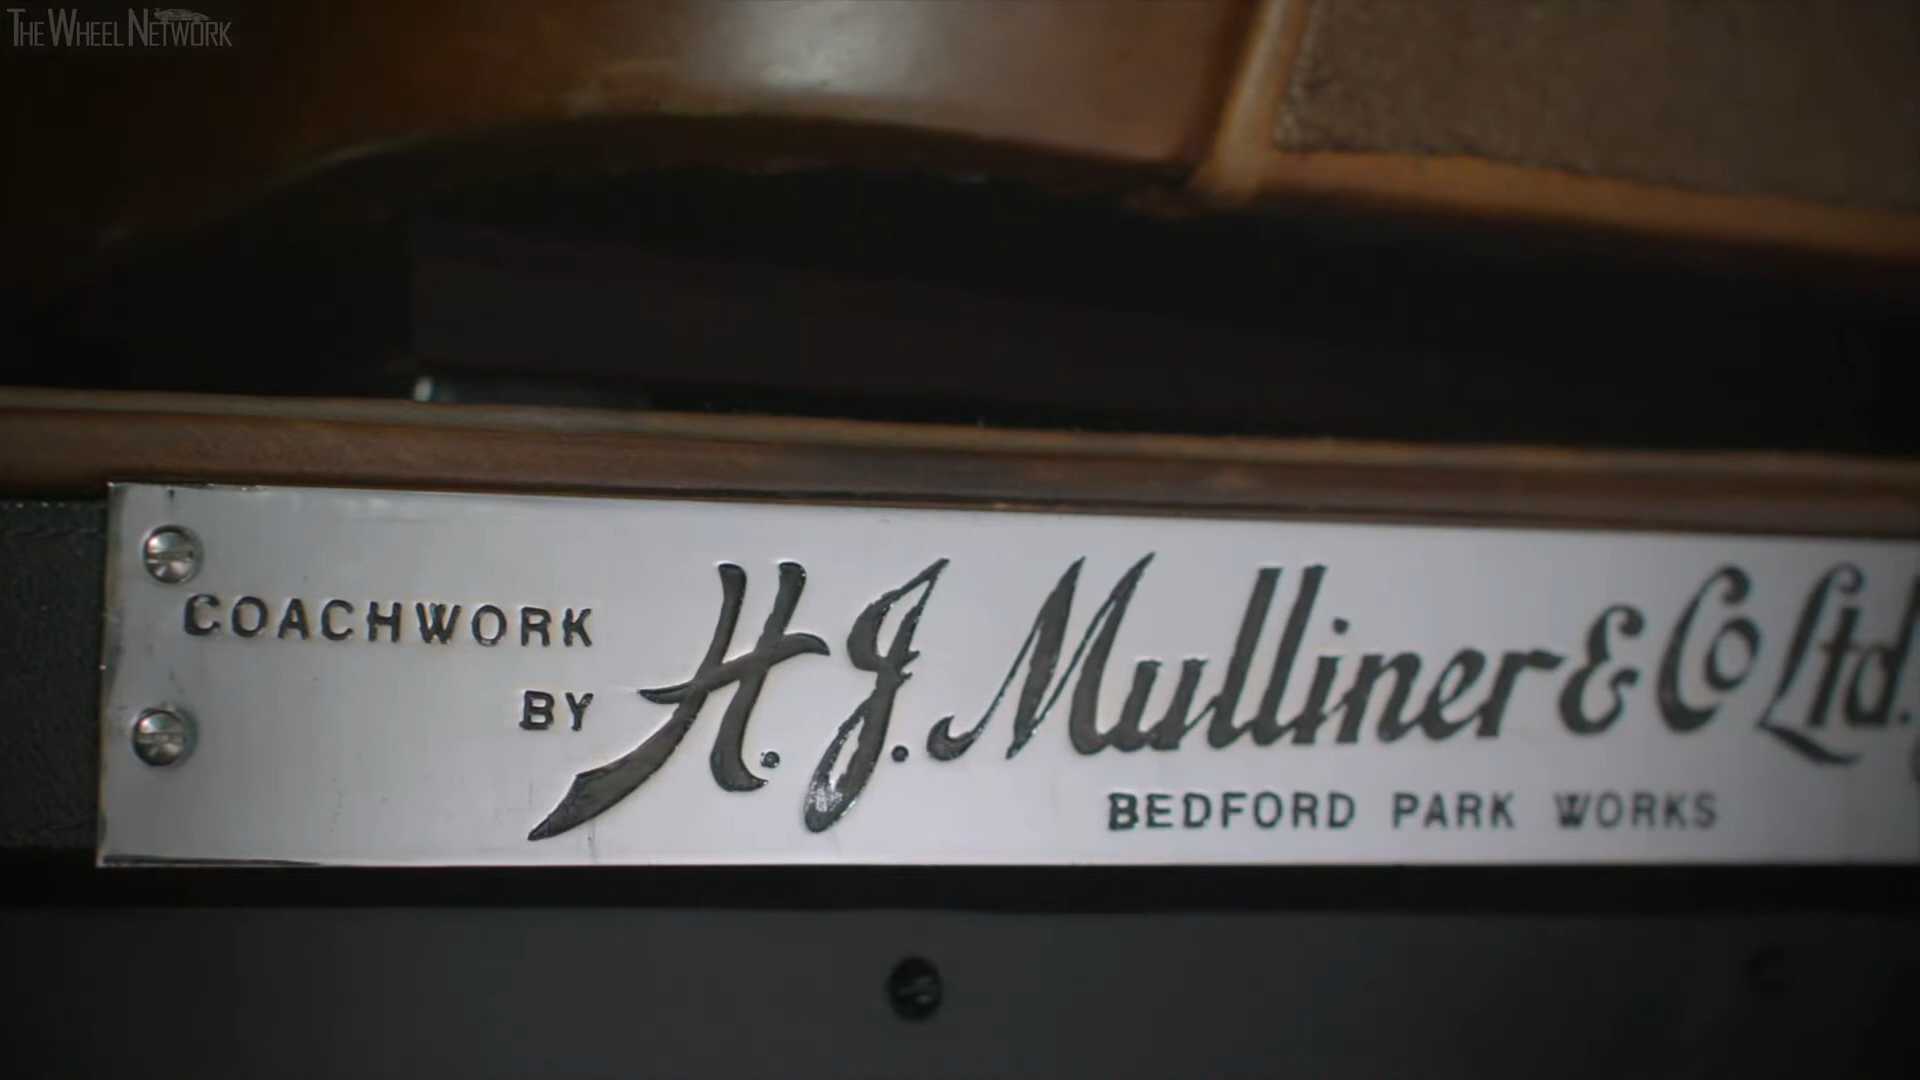 THE WHEEL NETWORK
COACHWORK
BY
H.J. Mulliner & Co Ltd.
BEDFORD PARK WORKS